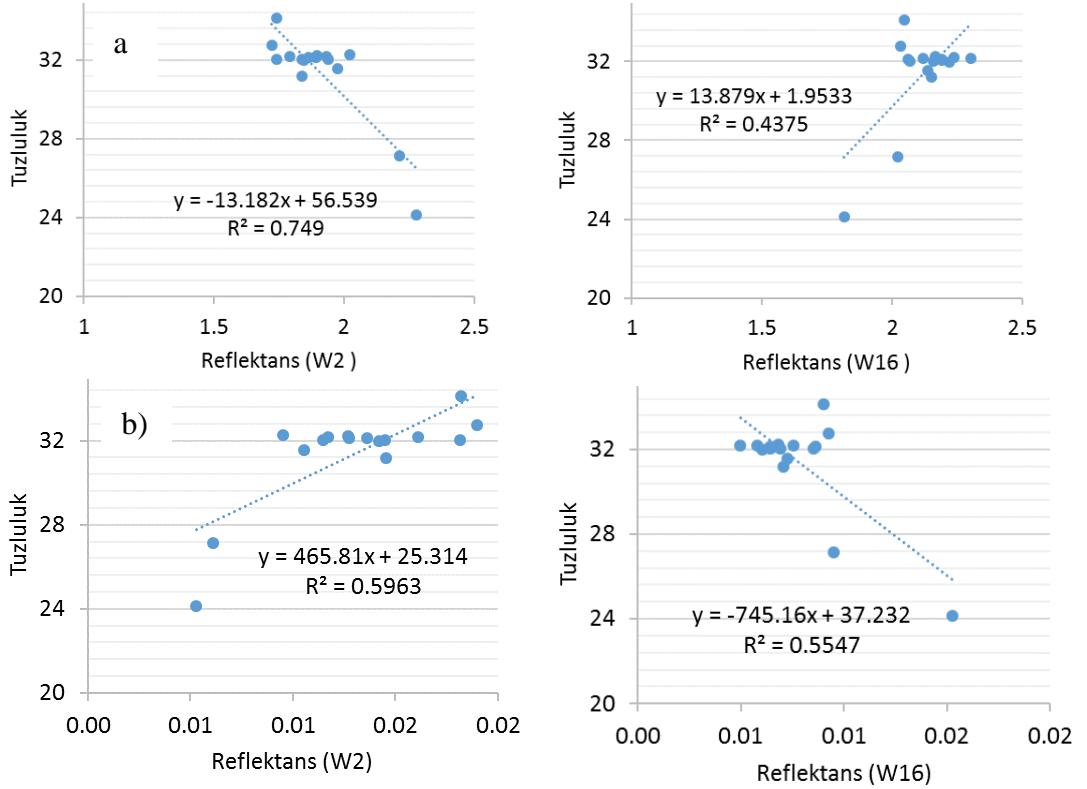 a
Tuzluluk
32
28
24
20
y = -13.182x + 56.539
R² = 0.749
1
1.5
2
2.5
Reflektans (W2 )
Tuzluluk
32
28
24
20
y = 13.879x + 1.9533
R² = 0.4375
1
1.5
2
2.5
Reflektans (W16 )
b)
Tuzluluk
32
28
24
20
y = 465.81x + 25.314
R² = 0.5963
0.00
0.01
0.01
0.02
0.02
Reflektans (W2)
Tuzluluk
32
28
24
20
y = -745.16x + 37.232
R² = 0.5547
0.00
0.01
0.01
0.02
0.02
Reflektans (W16)